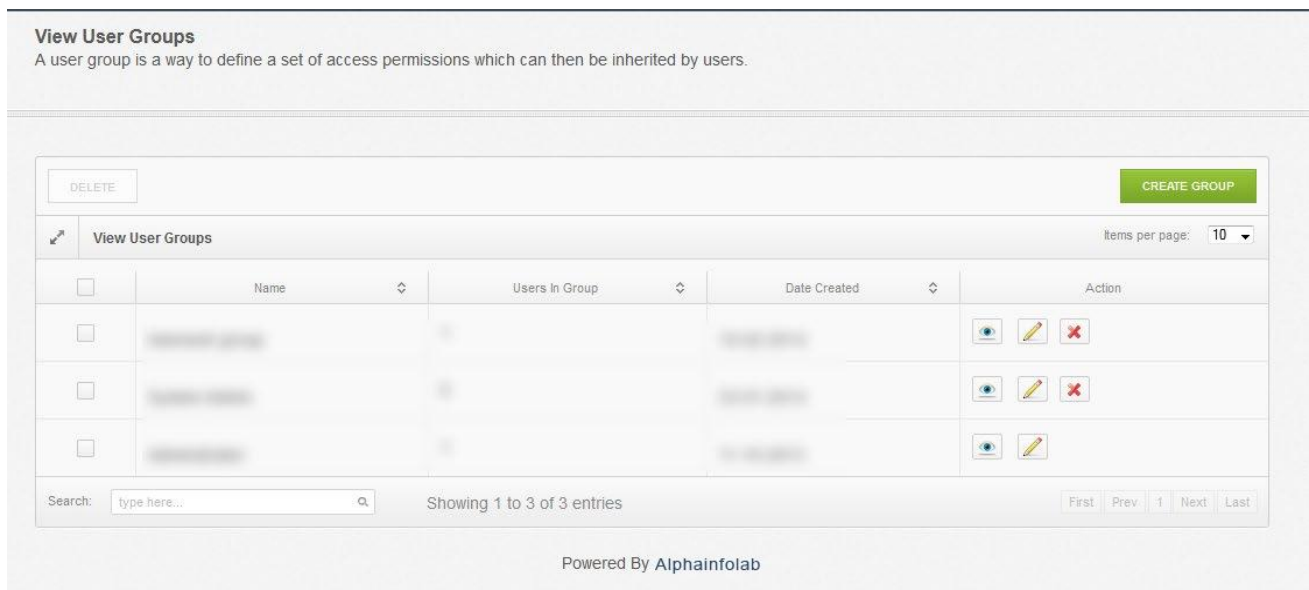 View User Groups
A user group is a way to define a set of access permissions which can then be inherited by users.
DELETE
CREATE GROUP
View User Groups
Items per page: 10
Name Users In Group Date Created Action
Search: type here... Showing 1 to 3 of 3 entries First Prev 1 Next Last
Powered By Alphainfolab